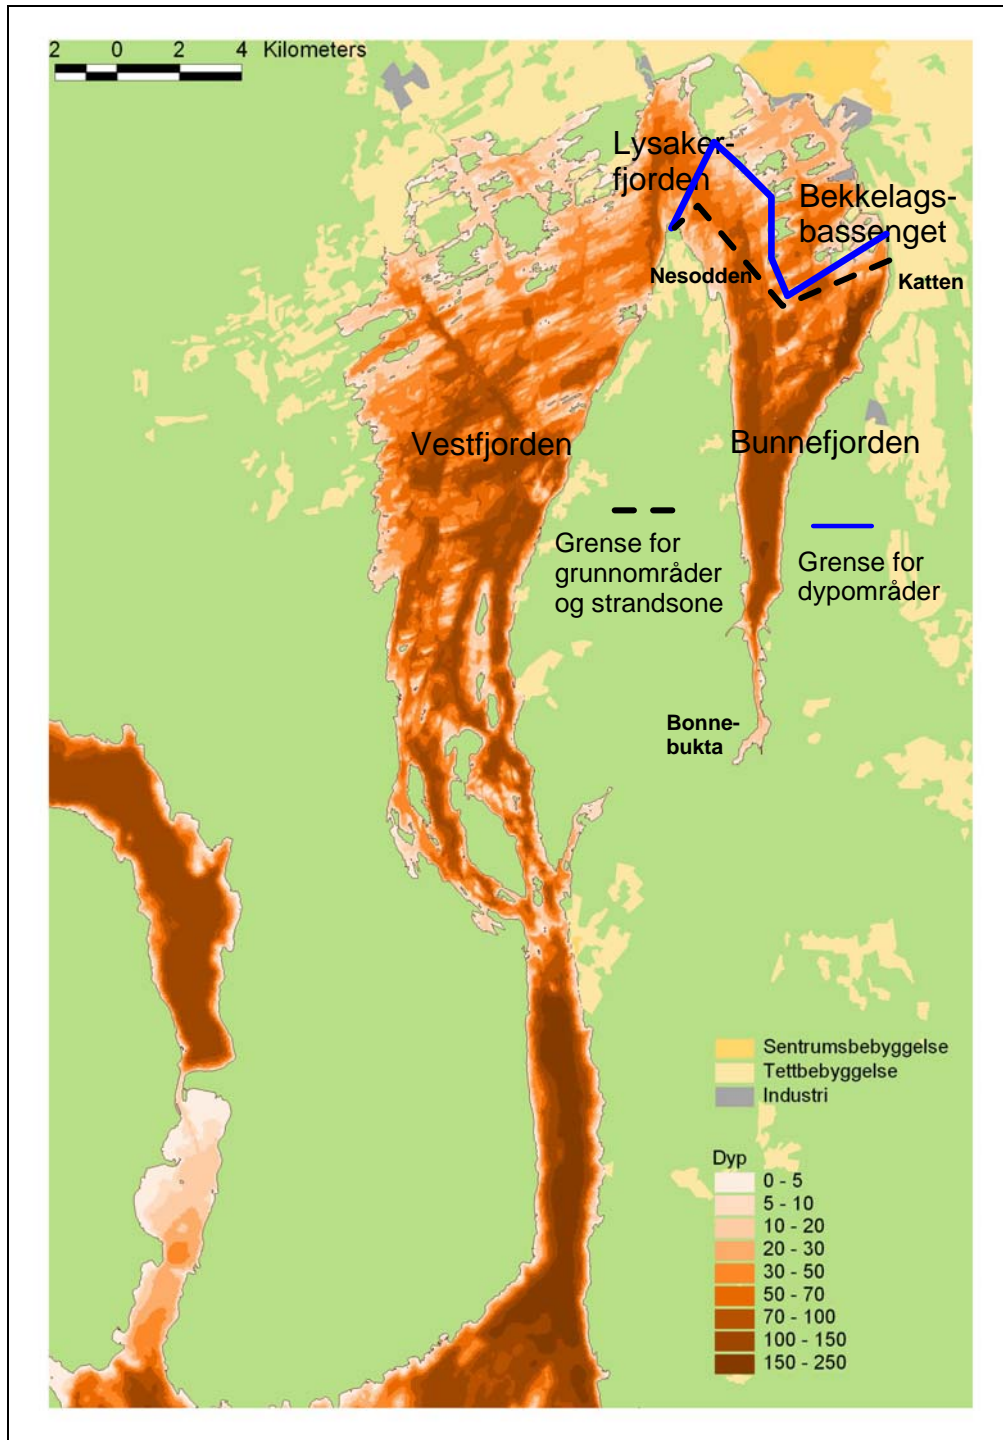 2 0 2 4 Kilometers
Lysaker-
fjorden
Bekkelags-
bassenget
Nesodden
Katten
Vestfjorden
Bunnefjorden
Grense for
grunnområder
og strandsone
Grense for
dypområder
Bonne-
bukta
Sentrumsbebyggelse
Tettbebyggelse
Industri
Dyp
0 - 5
5 - 10
10 - 20
20 - 30
30 - 50
50 - 70
70 - 100
100 - 150
150 - 250